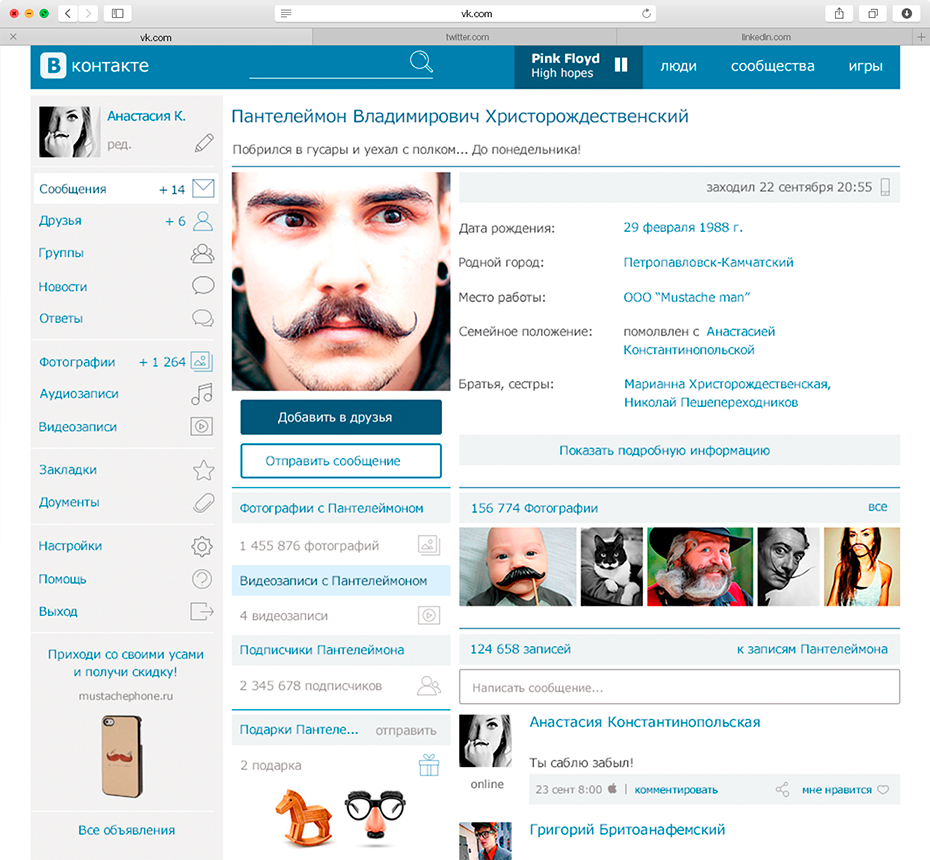 vk.com
vk.com
twitter.com
linkedin.com
В контакте
Pink Floyd
High hopes
люди
сообщества
игры
Анастасия К.
ред.
Сообщения + 14
Друзья + 6
Группы
Новости
Ответы
Фотографии + 1 264
Аудиозаписи
Видеозаписи
Закладки
Доументы
Настройки
Помощь
Выход
Приходи со своими усами
и получи скидку!
mustachephone.ru
Все объявления
Пантелеймон Владимирович Христорождественский
Побрился в гусары и уехал с полком... До понедельника!
Добавить в друзья
Отправить сообщение
Фотографии с Пантелеймоном
1 455 876 фотографий
Видеозаписи с Пантелеймоном
4 видеозаписи
Подписчики Пантелеймона
2 345 678 подписчиков
Подарки Пантеле... отправить
2 подарка
заходил 22 сентября 20:55
Дата рождения: 29 февраля 1988 г.
Родной город: Петропавловск-Камчатский
Место работы: ООО “Mustache man”
Семейное положение: помолвлен с Анастасией
Константинопольской
Братья, сестры: Марианна Христорождественская,
Николай Пешепереходников
Показать подробную информацию
156 774 Фотографии все
124 658 записей к записям Пантелеймона
Написать сообщение...
Анастасия Константинопольская
Ты саблю забыл!
online
23 сент 8:00 | комментировать мне нравится
Григорий Бритоанафемский